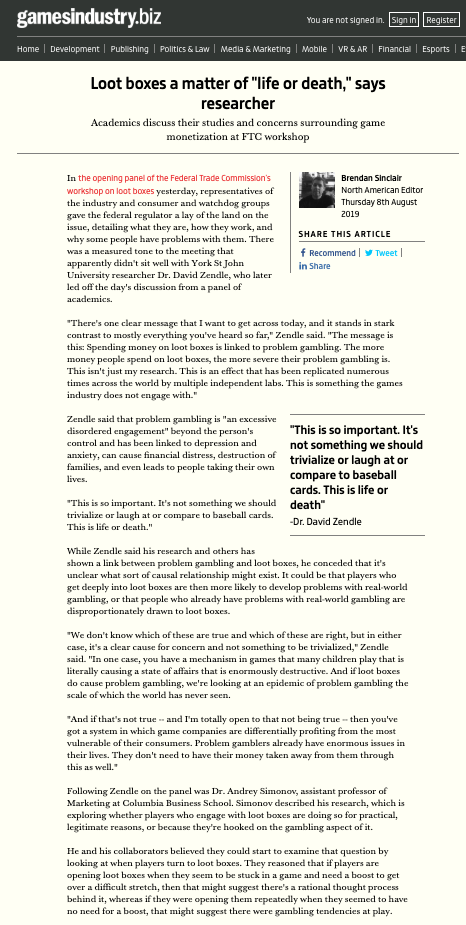 gamesindustry.biz
You are not signed in. Sign in Register
Home Development Publishing Politics & Law Media & Marketing Mobile VR & AR Financial Esports E
Loot boxes a matter of "life or death," says
researcher
Academics discuss their studies and concerns surrounding game
monetization at FTC workshop
In the opening panel of the Federal Trade Commission's
workshop on loot boxes yesterday, representatives of
the industry and consumer and watchdog groups
gave the federal regulator a lay of the land on the
issue, detailing what they are, how they work, and
why some people have problems with them. There
was a measured tone to the meeting that
apparently didn't sit well with York St John
University researcher Dr. David Zendle, who later
led off the day's discussion from a panel of
academics.
Brendan Sinclair
North American Editor
Thursday 8th August
2019
SHARE THIS ARTICLE
Recommend Tweet
Share
"There's one clear message that I want to get across today, and it stands in stark
contrast to mostly everything you've heard so far," Zendle said. "The message is
this: Spending money on loot boxes is linked to problem gambling. The more
money people spend on loot boxes, the more severe their problem gambling is.
This isn't just my research. This is an effect that has been replicated numerous
times across the world by multiple independent labs. This is something the games
industry does not engage with."
Zendle said that problem gambling is "an excessive
disordered engagement" beyond the person's
control and has been linked to depression and
anxiety, can cause financial distress, destruction of
families, and even leads to people taking their own
lives.
"This is so important. It's not something we should
trivialize or laugh at or compare to baseball cards.
This is life or death."
"This is so important. It's
not something we should
trivialize or laugh at or
compare to baseball
cards. This is life or
death"
-Dr. David Zendle
While Zendle said his research and others has
shown a link between problem gambling and loot boxes, he conceded that it's
unclear what sort of causal relationship might exist. It could be that players who
get deeply into loot boxes are then more likely to develop problems with real-world
gambling, or that people who already have problems with real-world gambling are
disproportionately drawn to loot boxes.
"We don't know which of these are true and which of these are right, but in either
case, it's a clear cause for concern and not something to be trivialized," Zendle
said. "In one case, you have a mechanism in games that many children play that is
literally causing a state of affairs that is enormously destructive. And if loot boxes
do cause problem gambling, we're looking at an epidemic of problem gambling the
scale of which the world has never seen.
"And if that's not true -- and I'm totally open to that not being true -- then you've
got a system in which game companies are differentially profiting from the most
vulnerable of their consumers. Problem gamblers already have enormous issues in
their lives. They don't need to have their money taken away from them through
this as well."
Following Zendle on the panel was Dr. Andrey Simonov, assistant professor of
Marketing at Columbia Business School. Simonov described his research, which is
exploring whether players who engage with loot boxes are doing so for practical,
legitimate reasons, or because they're hooked on the gambling aspect of it.
He and his collaborators believed they could start to examine that question by
looking at when players turn to loot boxes. They reasoned that if players are
opening loot boxes when they seem to be stuck in a game and need a boost to get
over a difficult stretch, then that might suggest there's a rational thought process
behind it, whereas if they were opening them repeatedly when they seemed to have
no need for a boost, that might suggest there were gambling tendencies at play.